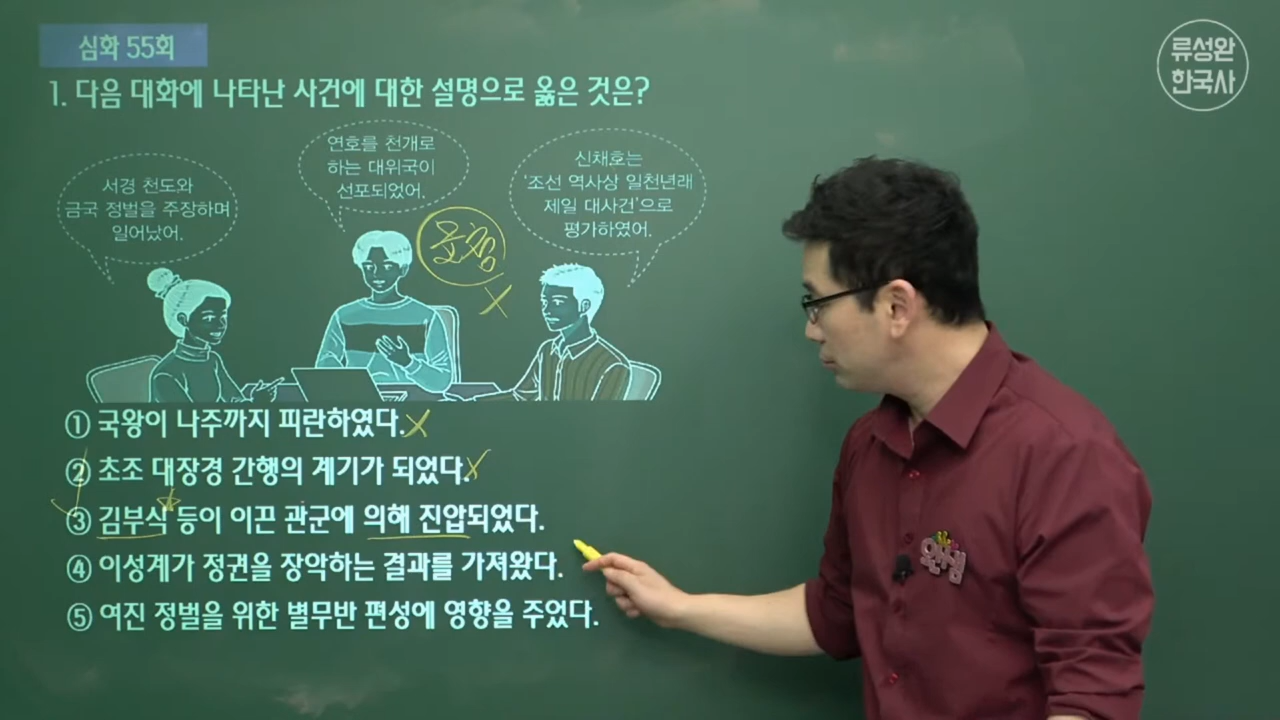 심화 55회
류성완
한국사
1. 다음 대화에 나타난 사건에 대한 설명으로 옳은 것은?
서경 천도와
금국 정벌을 주장하며
일어났어.
연호를 천개로
하는 대위국이
선포되었어.
신채호는
'조선 역사상 일천년래
제일 대사건'으로
평가하였어.
① 국왕이 나주까지 피란하였다.
② 초조 대장경 간행의 계기가 되었다.
③ 김부식 등이 이끈 관군에 의해 진압되었다.
④ 이성계가 정권을 장악하는 결과를 가져왔다.
⑤ 여진 정벌을 위한 별무반 편성에 영향을 주었다.